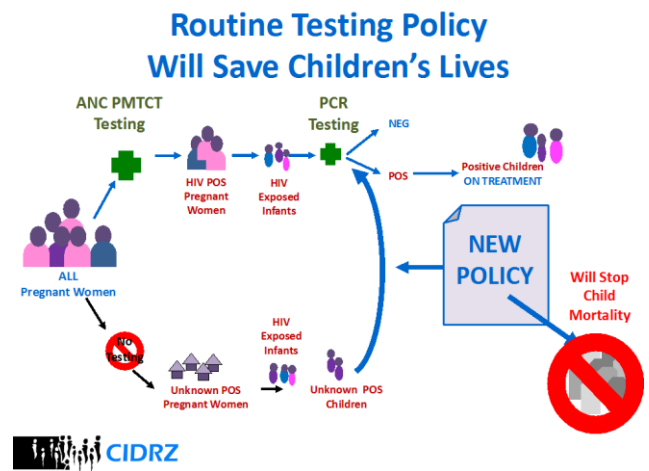 Routine Testing Policy
Will Save Children's Lives
ANC PMTCT
Testing
PCR
Testing
NEG
POS
Positive Children
ON TREATMENT
HIV POS
Pregnant
Women
HIV
Exposed
Infants
ALL
Pregnant Women
NEW
POLICY
Will Stop
Child
Mortality
No
Testing
HIV
Exposed
Infants
Unknown POS
Pregnant Women
Unknown POS
Children
CIDRZ